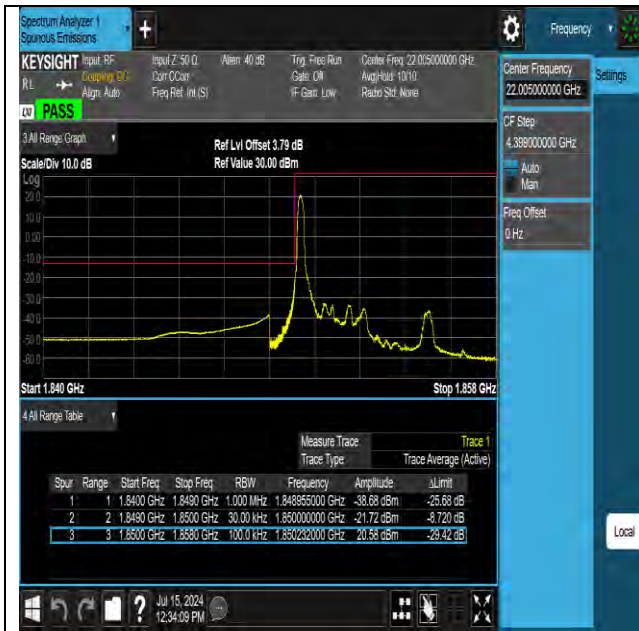 Spectrum Analyzer 1
Spurious Emissions
Frequency
KEYSIGHT Input: RF Input Z: 50 Ω Atten: 40 dB Trig: Free Run Center Freq: 22.005000000 GHz
RL Coupling: DC Corr CCorr Gate: Off Avg|Hold: 10/10
Align: Auto Freq Ref: Int (S) IF Gain: Low Radio Std: None
PASS
Center Frequency
22.005000000 GHz
Settings
CF Step
4.399000000 GHz
Auto
Man
Freq Offset
0 Hz
3 All Range Graph
Ref Lvl Offset 3.79 dB
Scale/Div 10.0 dB Ref Value 30.00 dBm
Log
20.0
10.0
0.00
-10.0
-20.0
-30.0
-40.0
-50.0
-60.0
Start 1.840 GHz Stop 1.858 GHz
4 All Range Table
Measure Trace Trace 1
Trace Type Trace Average (Active)
Spur Range Start Freq Stop Freq RBW Frequency Amplitude ΔLimit
1 1 1.8400 GHz 1.8490 GHz 1.000 MHz 1.848955000 GHz -38.68 dBm -25.68 dB
2 2 1.8490 GHz 1.8500 GHz 30.00 kHz 1.850000000 GHz -21.72 dBm -8.720 dB
3 3 1.8500 GHz 1.8580 GHz 100.0 kHz 1.850232000 GHz 20.58 dBm -29.42 dB
Local
Jul 15, 2024
12:34:09 PM